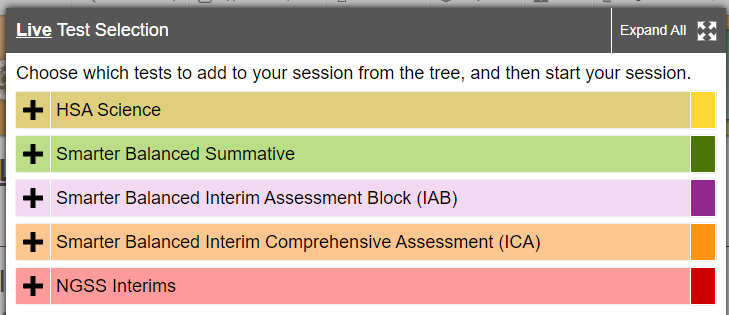 Live Test Selection
Expand All
Choose which tests to add to your session from the tree, and then start your session.
HSA Science
Smarter Balanced Summative
Smarter Balanced Interim Assessment Block (IAB)
Smarter Balanced Interim Comprehensive Assessment (ICA)
NGSS Interims